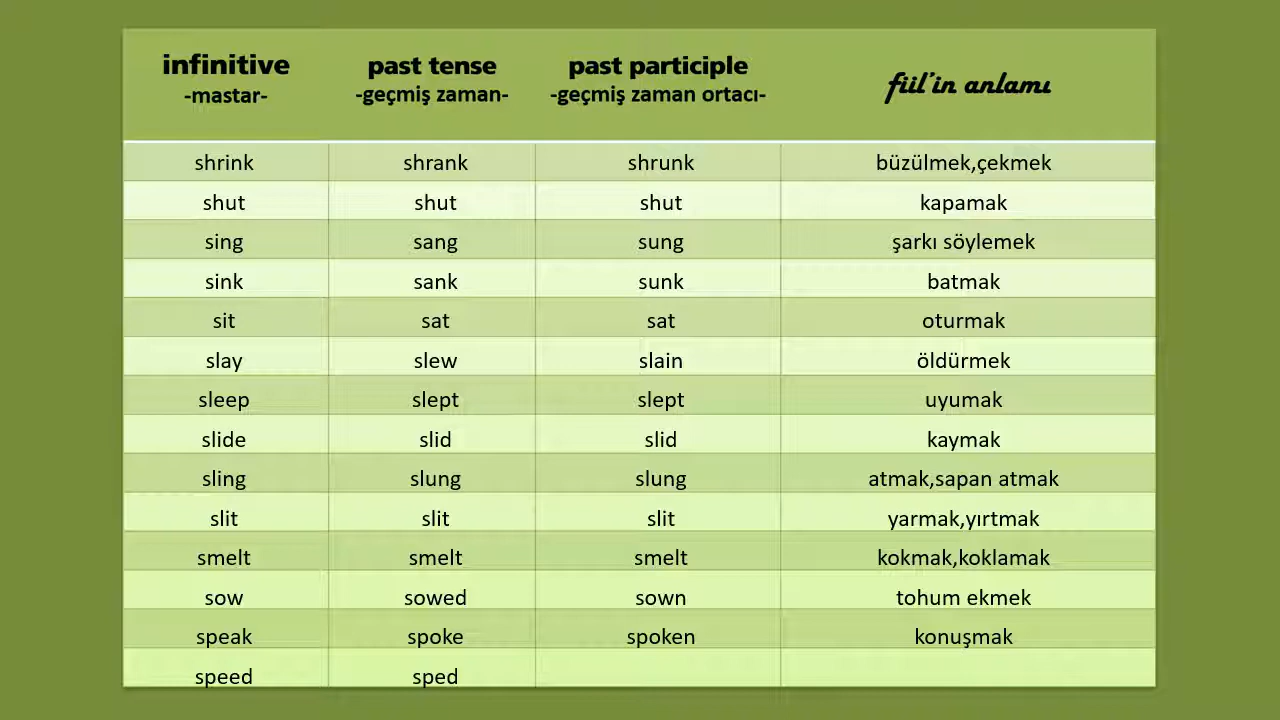 infinitive past tense past participle fiil'in anlamı
-mastar- -geçmiş zaman- -geçmiş zaman ortacı-
shrink shrank shrunk büzülmek,çekmek
shut shut shut kapamak
sing sang sung şarkı söylemek
sink sank sunk batmak
sit sat sat oturmak
slay slew slain öldürmek
sleep slept slept uyumak
slide slid slid kaymak
sling slung slung atmak,sapan atmak
slit slit slit yarmak,yırtmak
smelt smelt smelt kokmak,koklamak
sow sowed sown tohum ekmek
speak spoke spoken konuşmak
speed sped